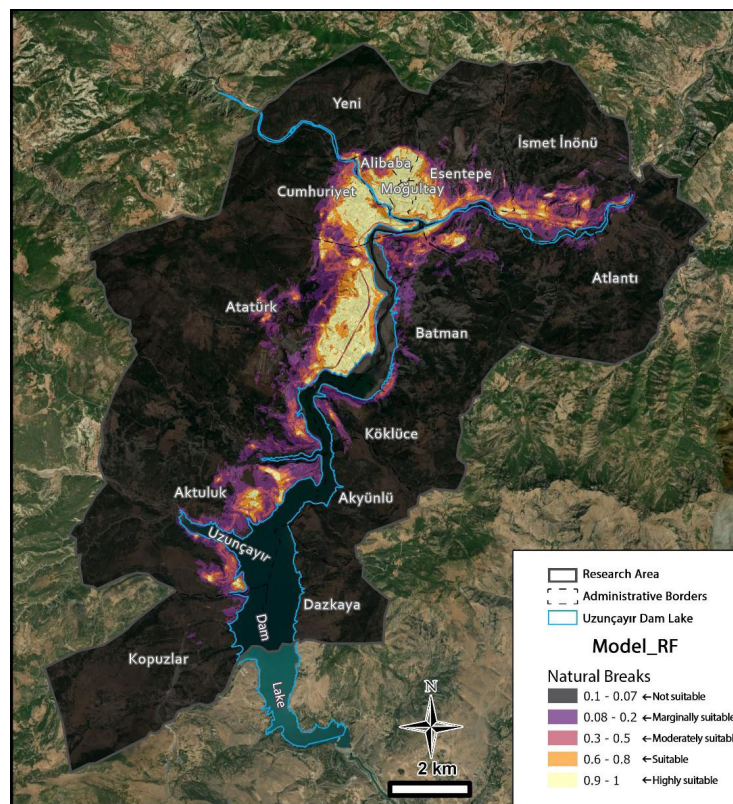 Yeni
İsmet İnönü
Alibaba
Esentepe
Moğultay
Cumhuriyet
Atlantı
Atatürk
Batman
Köklüce
Aktuluk
Akyünlü
Uzunçayır
Dazkaya
Dam
Kopuzlar
Lake
N
2 km
Research Area
Administrative Borders
Uzunçayır Dam Lake
Model_RF
Natural Breaks
0.1 - 0.07 ←Not suitable
0.08 - 0.2 ←Marginally suitable
0.3 - 0.5 ←Moderately suitabl
0.6 - 0.8 ←Suitable
0.9 - 1 ←Highly suitable